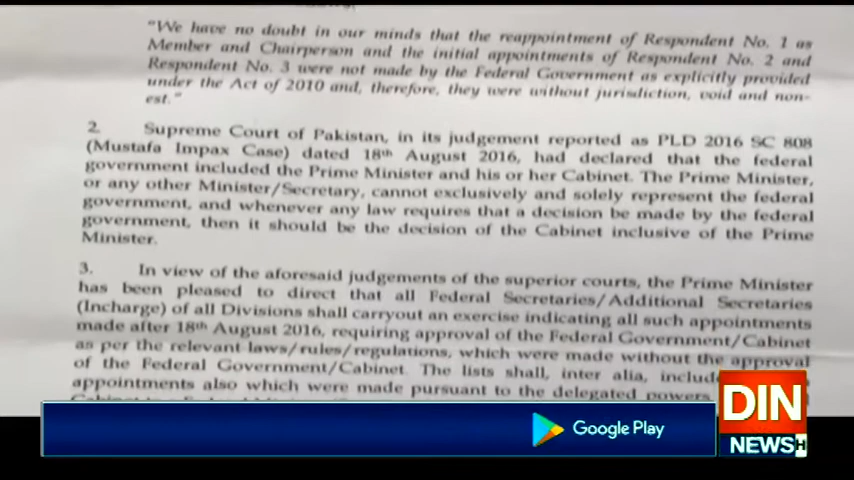 "We have no doubt in our minds that the reappointment of Respondent No. 1 as
Member and Chairperson and the initial appointments of Respondent No. 2 and
Respondent No. 3 were not made by the Federal Government as explicitly provided
under the Act of 2010 and, therefore, they were without jurisdiction, void and non-
est."
2. Supreme Court of Pakistan, in its judgement reported as PLD 2016 SC 808
(Mustafa Impax Case) dated 18th August 2016, had declared that the federal
government included the Prime Minister and his or her Cabinet. The Prime Minister,
or any other Minister/Secretary, cannot exclusively and solely represent the federal
government, and whenever any law requires that a decision be made by the federal
government, then it should be the decision of the Cabinet inclusive of the Prime
Minister.
3. In view of the aforesaid judgements of the superior courts, the Prime Minister
has been pleased to direct that all Federal Secretaries/Additional Secretaries
(Incharge) of all Divisions shall carryout an exercise indicating all such appointments
made after 18th August 2016, requiring approval of the Federal Government/Cabinet
as per the relevant laws/rules/regulations, which were made without the approval
of the Federal Government/Cabinet. The lists shall, inter alia, include
appointments also which were made pursuant to the delegated powers
Google Play
DIN
NEWS H